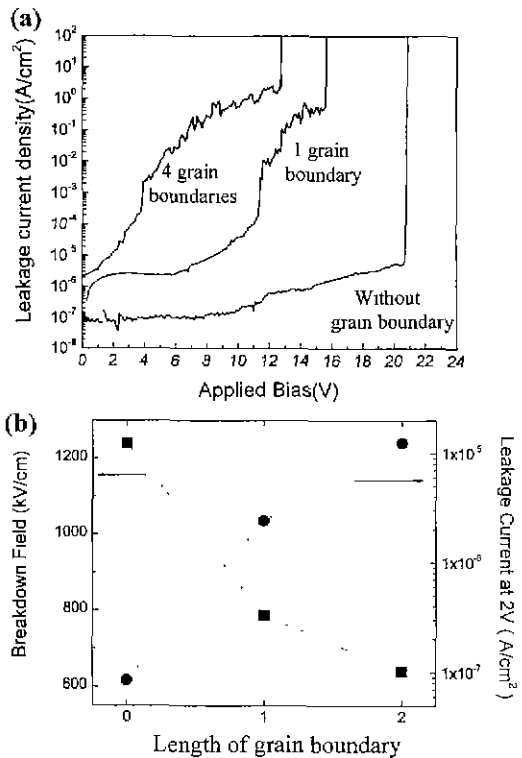 (a)
Leakage current density(A/cm²)
10²
10¹
10⁰
10⁻¹
10⁻²
10⁻³
10⁻⁴
10⁻⁵
10⁻⁶
10⁻⁷
10⁻⁸
4 grain
boundaries
1 grain
boundary
Without
grain boundary
0 2 4 6 8 10 12 14 16 18 20 22 24
Applied Bias(V)
(b)
Breakdown Field (kV/cm)
1200
1000
800
600
1x10⁻⁵
1x10⁻⁶
1x10⁻⁷
Leakage Current at 2V ( A/cm²)
0 1 2
Length of grain boundary